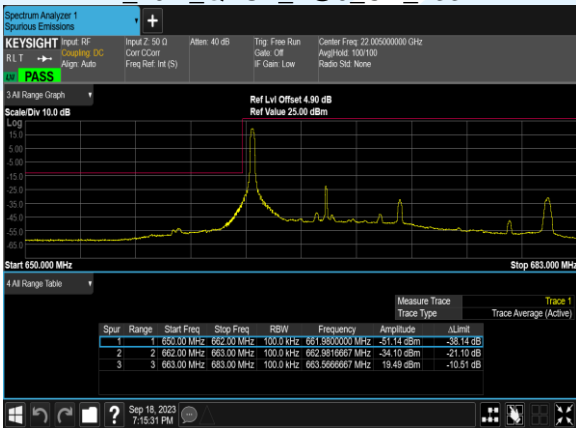 Spectrum Analyzer 1
Spurious Emissions
KEYSIGHT Input: RF Input Z: 50 Ω Atten: 40 dB Trig: Free Run Center Freq: 22.005000000 GHz
RLT Coupling: DC Corr CCorr Gate: Off Avg|Hold: 100/100
Align: Auto Freq Ref: Int (S) IF Gain: Low Radio Std: None
LM PASS
3 All Range Graph
Ref Lvl Offset 4.90 dB
Scale/Div 10.0 dB Ref Value 25.00 dBm
Log
15.0
5.00
-5.00
-15.0
-25.0
-35.0
-45.0
-55.0
-65.0
Start 650.000 MHz Stop 683.000 MHz
4 All Range Table
Measure Trace Trace 1
Trace Type Trace Average (Active)
Spur Range Start Freq Stop Freq RBW Frequency Amplitude ΔLimit
1 1 650.00 MHz 662.00 MHz 100.0 kHz 661.9800000 MHz -51.14 dBm -38.14 dB
2 2 662.00 MHz 663.00 MHz 100.0 kHz 662.9816667 MHz -34.10 dBm -21.10 dB
3 3 663.00 MHz 683.00 MHz 100.0 kHz 663.5666667 MHz 19.49 dBm -10.51 dB
Sep 18, 2023
7:15:31 PM